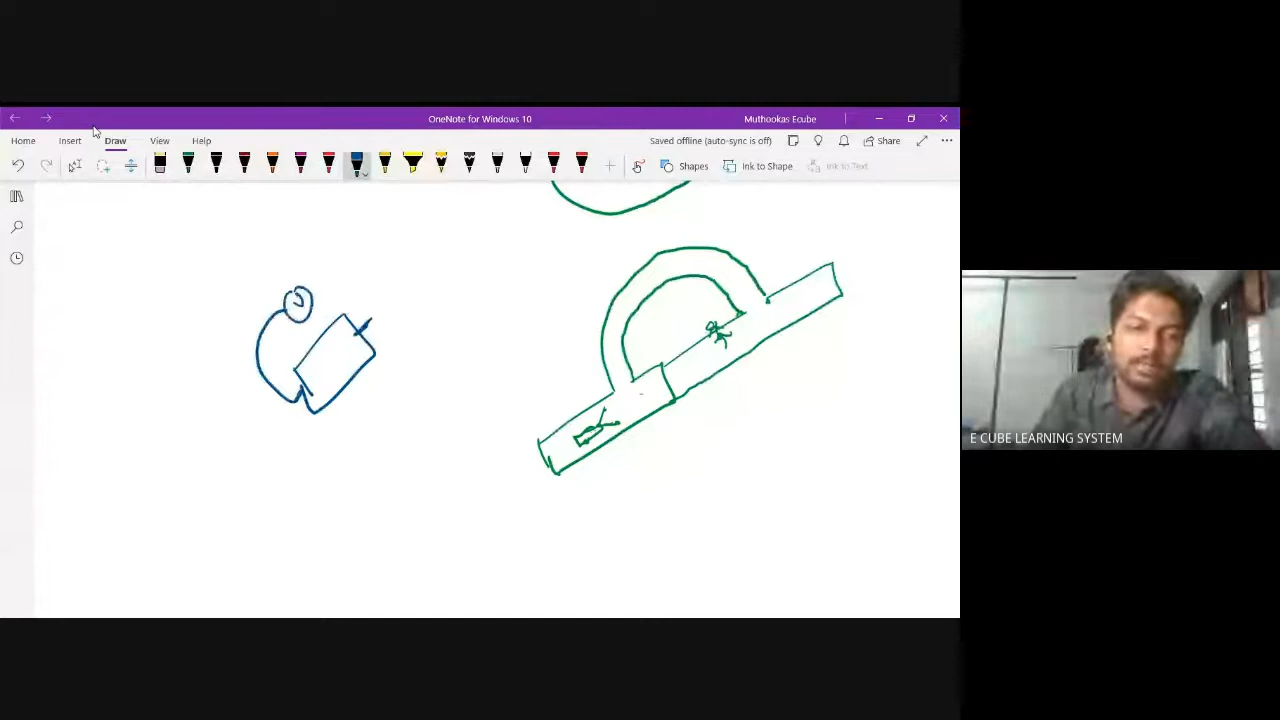 OneNote for Windows 10
Muthookas Ecube
Home Insert Draw View Help
Saved offline (auto-sync is off)
Share
Shapes
Ink to Shape
Ink to Text
E CUBE LEARNING SYSTEM